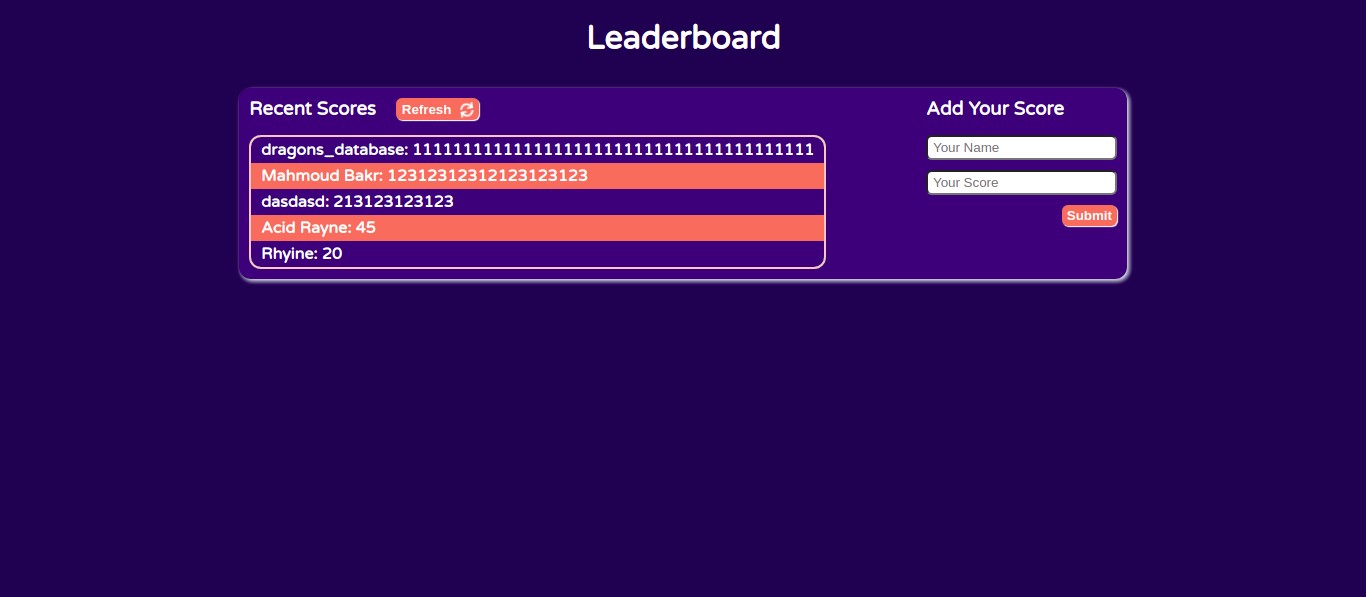 Leaderboard
Recent Scores Refresh
dragons_database: 1111111111111111111111111111111111111111
Mahmoud Bakr: 12312312312123123123
dasdasd: 213123123123
Acid Rayne: 45
Rhyine: 20
Add Your Score
Your Name
Your Score
Submit